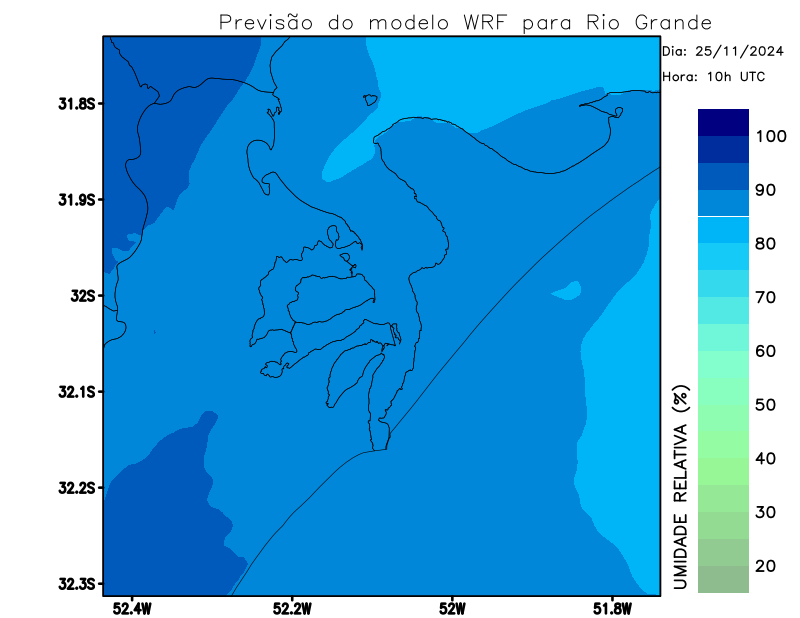 Previsão do modelo WRF para Rio Grande
Dia: 25/11/2024
Hora: 10h UTC
31.8S
31.9S
32S
32.1S
32.2S
32.3S
52.4W
52.2W
52W
51.8W
UMIDADE RELATIVA (%)
100
90
80
70
60
50
40
30
20